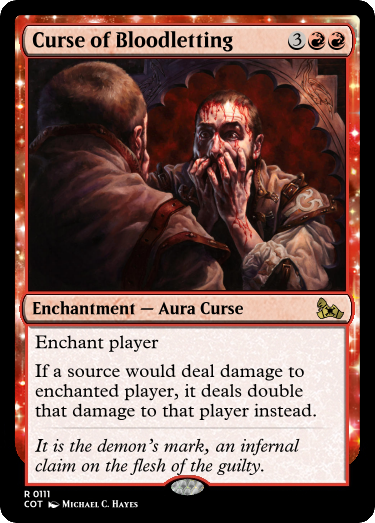 Curse of Bloodletting 3
Enchantment — Aura Curse
Enchant player
If a source would deal damage to
enchanted player, it deals double
that damage to that player instead.
It is the demon's mark, an infernal
claim on the flesh of the guilty.
R 0111
COT Michael C. Hayes